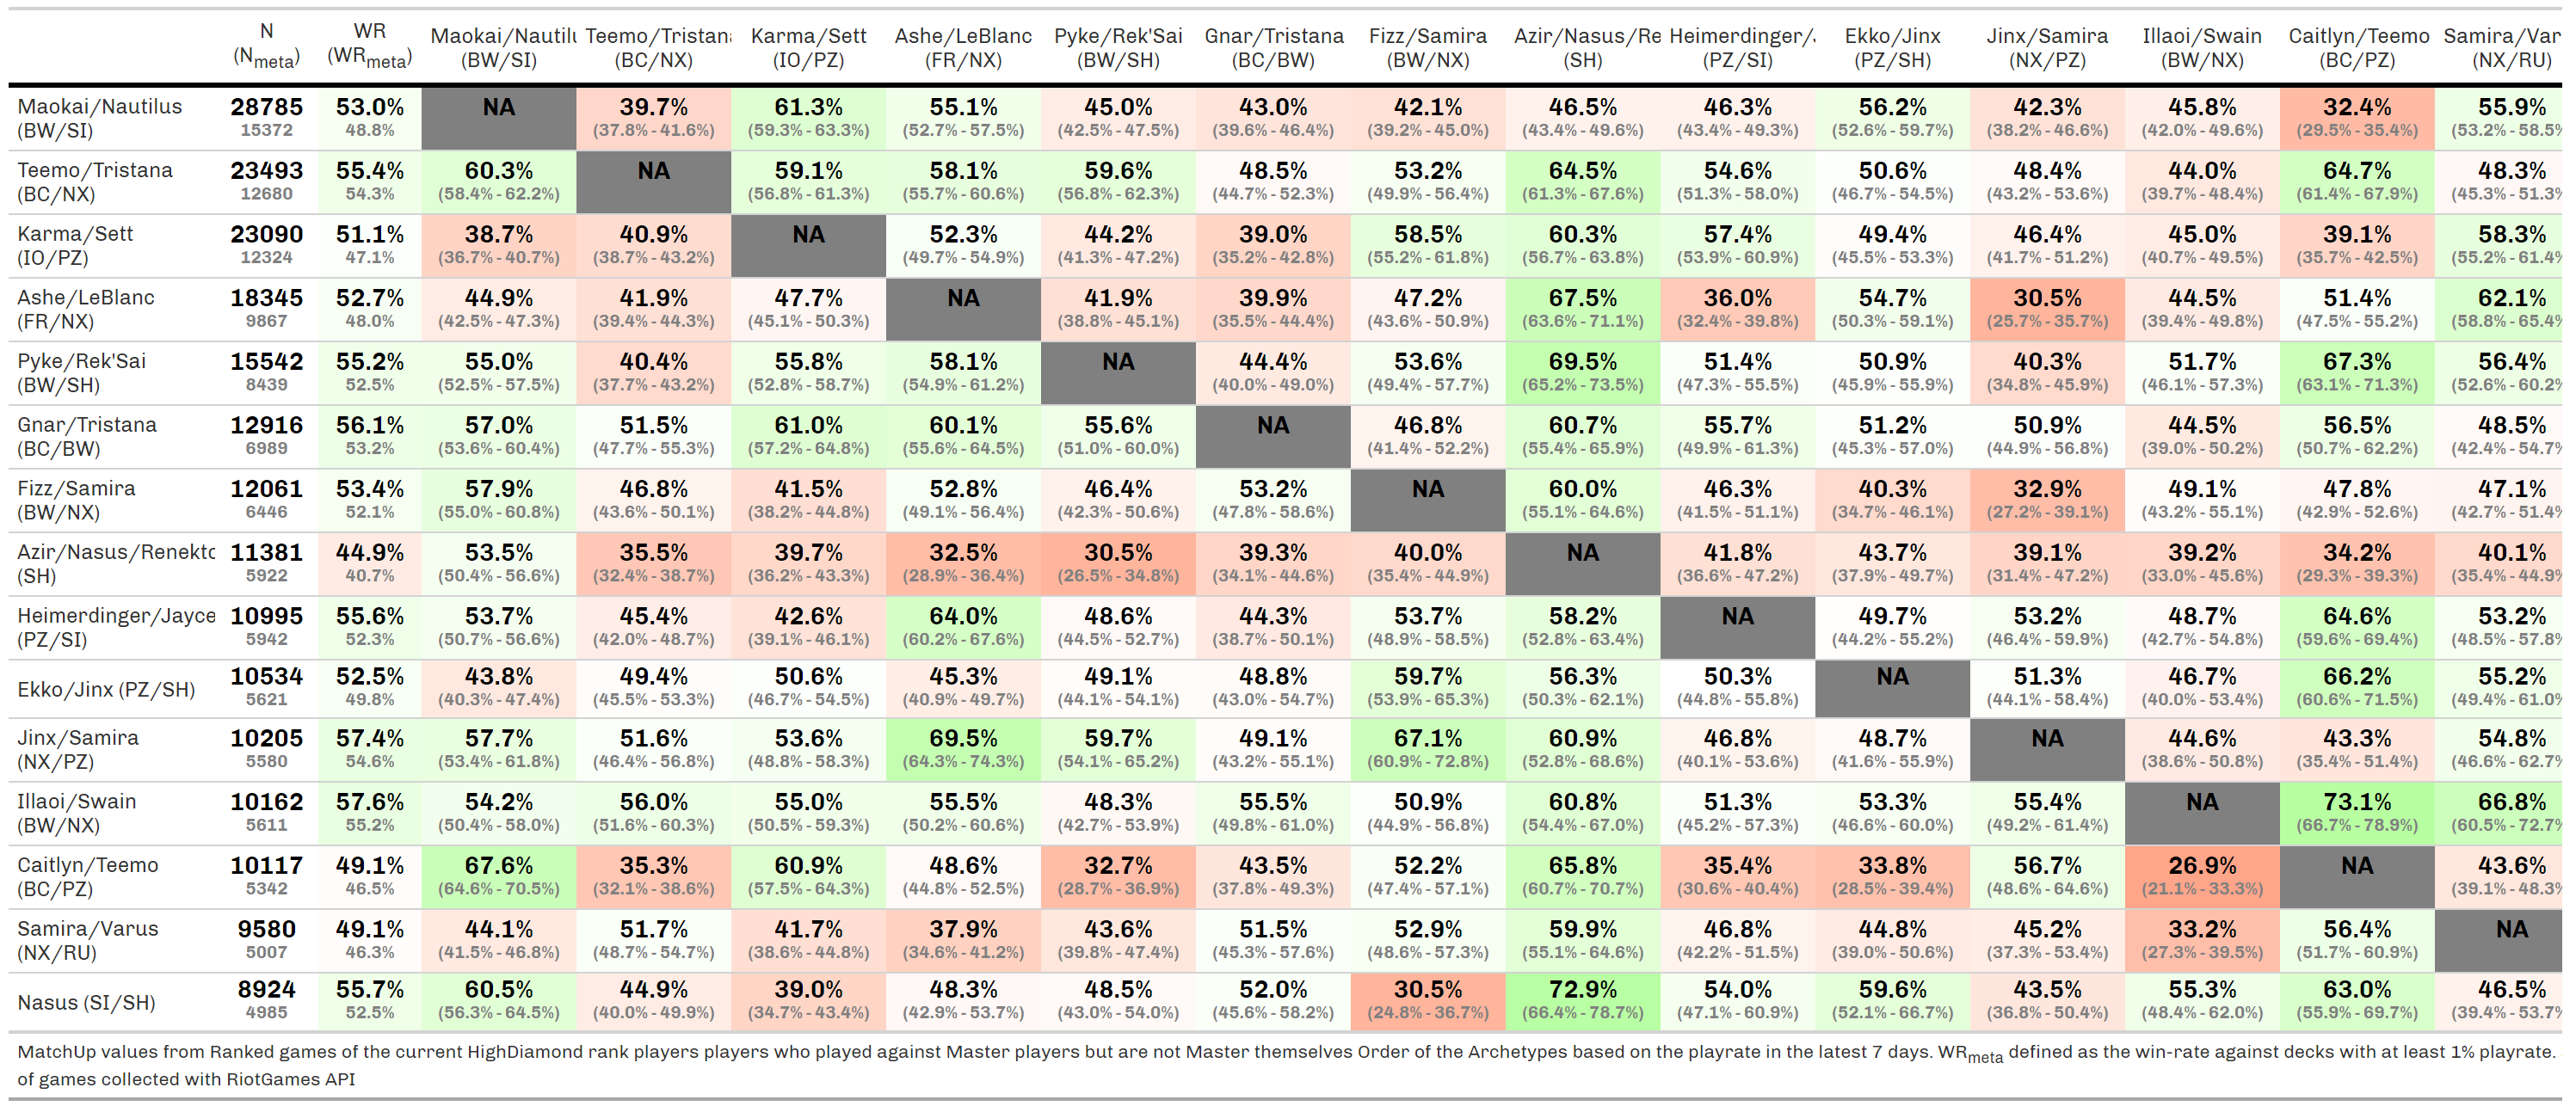 N WR Maokai/Nautilu Teemo/Tristana Karma/Sett Ashe/LeBlanc Pyke/Rek'Sai Gnar/Tristana Fizz/Samira Azir/Nasus/Re Heimerdinger/J Ekko/Jinx Jinx/Samira Illaoi/Swain Caitlyn/Teemo Samira/Var
(Nmeta) (WRmeta) (BW/SI) (BC/NX) (IO/PZ) (FR/NX) (BW/SH) (BC/BW) (BW/NX) (SH) (PZ/SI) (PZ/SH) (NX/PZ) (BW/NX) (BC/PZ) (NX/RU)
Maokai/Nautilus 28785 53.0% NA 39.7% 61.3% 55.1% 45.0% 43.0% 42.1% 46.5% 46.3% 56.2% 42.3% 45.8% 32.4% 55.9%
(BW/SI) 15372 48.8% (37.8% - 41.6%) (59.3% - 63.3%) (52.7% - 57.5%) (42.5% - 47.5%) (39.6% - 46.4%) (39.2% - 45.0%) (43.4% - 49.6%) (43.4% - 49.3%) (52.6% - 59.7%) (38.2% - 46.6%) (42.0% - 49.6%) (29.5% - 35.4%) (53.2% - 58.5%
Teemo/Tristana 23493 55.4% 60.3% NA 59.1% 58.1% 59.6% 48.5% 53.2% 64.5% 54.6% 50.6% 48.4% 44.0% 64.7% 48.3%
(BC/NX) 12680 54.3% (58.4% - 62.2%) (56.8% - 61.3%) (55.7% - 60.6%) (56.8% - 62.3%) (44.7% - 52.3%) (49.9% - 56.4%) (61.3% - 67.6%) (51.3% - 58.0%) (46.7% - 54.5%) (43.2% - 53.6%) (39.7% - 48.4%) (61.4% - 67.9%) (45.3% - 51.3%
Karma/Sett 23090 51.1% 38.7% 40.9% NA 52.3% 44.2% 39.0% 58.5% 60.3% 57.4% 49.4% 46.4% 45.0% 39.1% 58.3%
(IO/PZ) 12324 47.1% (36.7% - 40.7%) (38.7% - 43.2%) (49.7% - 54.9%) (41.3% - 47.2%) (35.2% - 42.8%) (55.2% - 61.8%) (56.7% - 63.8%) (53.9% - 60.9%) (45.5% - 53.3%) (41.7% - 51.2%) (40.7% - 49.5%) (35.7% - 42.5%) (55.2% - 61.4%
Ashe/LeBlanc 18345 52.7% 44.9% 41.9% 47.7% NA 41.9% 39.9% 47.2% 67.5% 36.0% 54.7% 30.5% 44.5% 51.4% 62.1%
(FR/NX) 9867 48.0% (42.5% - 47.3%) (39.4% - 44.3%) (45.1% - 50.3%) (38.8% - 45.1%) (35.5% - 44.4%) (43.6% - 50.9%) (63.6% - 71.1%) (32.4% - 39.8%) (50.3% - 59.1%) (25.7% - 35.7%) (39.4% - 49.8%) (47.5% - 55.2%) (58.8% - 65.4%
Pyke/Rek'Sai 15542 55.2% 55.0% 40.4% 55.8% 58.1% NA 44.4% 53.6% 69.5% 51.4% 50.9% 40.3% 51.7% 67.3% 56.4%
(BW/SH) 8439 52.5% (52.5% - 57.5%) (37.7% - 43.2%) (52.8% - 58.7%) (54.9% - 61.2%) (40.0% - 49.0%) (49.4% - 57.7%) (65.2% - 73.5%) (47.3% - 55.5%) (45.9% - 55.9%) (34.8% - 45.9%) (46.1% - 57.3%) (63.1% - 71.3%) (52.6% - 60.2%
Gnar/Tristana 12916 56.1% 57.0% 51.5% 61.0% 60.1% 55.6% NA 46.8% 60.7% 55.7% 51.2% 50.9% 44.5% 56.5% 48.5%
(BC/BW) 6989 53.2% (53.6% - 60.4%) (47.7% - 55.3%) (57.2% - 64.8%) (55.6% - 64.5%) (51.0% - 60.0%) (41.4% - 52.2%) (55.4% - 65.9%) (49.9% - 61.3%) (45.3% - 57.0%) (44.9% - 56.8%) (39.0% - 50.2%) (50.7% - 62.2%) (42.4% - 54.7%
Fizz/Samira 12061 53.4% 57.9% 46.8% 41.5% 52.8% 46.4% 53.2% NA 60.0% 46.3% 40.3% 32.9% 49.1% 47.8% 47.1%
(BW/NX) 6446 52.1% (55.0% - 60.8%) (43.6% - 50.1%) (38.2% - 44.8%) (49.1% - 56.4%) (42.3% - 50.6%) (47.8% - 58.6%) (55.1% - 64.6%) (41.5% - 51.1%) (34.7% - 46.1%) (27.2% - 39.1%) (43.2% - 55.1%) (42.9% - 52.6%) (42.7% - 51.4%
Azir/Nasus/Renekto 11381 44.9% 53.5% 35.5% 39.7% 32.5% 30.5% 39.3% 40.0% NA 41.8% 43.7% 39.1% 39.2% 34.2% 40.1%
(SH) 5922 40.7% (50.4% - 56.6%) (32.4% - 38.7%) (36.2% - 43.3%) (28.9% - 36.4%) (26.5% - 34.8%) (34.1% - 44.6%) (35.4% - 44.9%) (36.6% - 47.2%) (37.9% - 49.7%) (31.4% - 47.2%) (33.0% - 45.6%) (29.3% - 39.3%) (35.4% - 44.9%
Heimerdinger/Jayce 10995 55.6% 53.7% 45.4% 42.6% 64.0% 48.6% 44.3% 53.7% 58.2% NA 49.7% 53.2% 48.7% 64.6% 53.2%
(PZ/SI) 5942 52.3% (50.7% - 56.6%) (42.0% - 48.7%) (39.1% - 46.1%) (60.2% - 67.6%) (44.5% - 52.7%) (38.7% - 50.1%) (48.9% - 58.5%) (52.8% - 63.4%) (44.2% - 55.2%) (46.4% - 59.9%) (42.7% - 54.8%) (59.6% - 69.4%) (48.5% - 57.8%
Ekko/Jinx (PZ/SH) 10534 52.5% 43.8% 49.4% 50.6% 45.3% 49.1% 48.8% 59.7% 56.3% 50.3% NA 51.3% 46.7% 66.2% 55.2%
5621 49.8% (40.3% - 47.4%) (45.5% - 53.3%) (46.7% - 54.5%) (40.9% - 49.7%) (44.1% - 54.1%) (43.0% - 54.7%) (53.9% - 65.3%) (50.3% - 62.1%) (44.8% - 55.8%) (44.1% - 58.4%) (40.0% - 53.4%) (60.6% - 71.5%) (49.4% - 61.0%
Jinx/Samira 10205 57.4% 57.7% 51.6% 53.6% 69.5% 59.7% 49.1% 67.1% 60.9% 46.8% 48.7% NA 44.6% 43.3% 54.8%
(NX/PZ) 5580 54.6% (53.4% - 61.8%) (46.4% - 56.8%) (48.8% - 58.3%) (64.3% - 74.3%) (54.1% - 65.2%) (43.2% - 55.1%) (60.9% - 72.8%) (52.8% - 68.6%) (40.1% - 53.6%) (41.6% - 55.9%) (38.6% - 50.8%) (35.4% - 51.4%) (46.6% - 62.7%
Illaoi/Swain 10162 57.6% 54.2% 56.0% 55.0% 55.5% 48.3% 55.5% 50.9% 60.8% 51.3% 53.3% 55.4% NA 73.1% 66.8%
(BW/NX) 5611 55.2% (50.4% - 58.0%) (51.6% - 60.3%) (50.5% - 59.3%) (50.2% - 60.6%) (42.7% - 53.9%) (49.8% - 61.0%) (44.9% - 56.8%) (54.4% - 67.0%) (45.2% - 57.3%) (46.6% - 60.0%) (49.2% - 61.4%) (66.7% - 78.9%) (60.5% - 72.7%
Caitlyn/Teemo 10117 49.1% 67.6% 35.3% 60.9% 48.6% 32.7% 43.5% 52.2% 65.8% 35.4% 33.8% 56.7% 26.9% NA 43.6%
(BC/PZ) 5342 46.5% (64.6% - 70.5%) (32.1% - 38.6%) (57.5% - 64.3%) (44.8% - 52.5%) (28.7% - 36.9%) (37.8% - 49.3%) (47.4% - 57.1%) (60.7% - 70.7%) (30.6% - 40.4%) (28.5% - 39.4%) (48.6% - 64.6%) (21.1% - 33.3%) (39.1% - 48.3%
Samira/Varus 9580 49.1% 44.1% 51.7% 41.7% 37.9% 43.6% 51.5% 52.9% 59.9% 46.8% 44.8% 45.2% 33.2% 56.4% NA
(NX/RU) 5007 46.3% (41.5% - 46.8%) (48.7% - 54.7%) (38.6% - 44.8%) (34.6% - 41.2%) (39.8% - 47.4%) (45.3% - 57.6%) (48.6% - 57.3%) (55.1% - 64.6%) (42.2% - 51.5%) (39.0% - 50.6%) (37.3% - 53.4%) (27.3% - 39.5%) (51.7% - 60.9%)
Nasus (SI/SH) 8924 55.7% 60.5% 44.9% 39.0% 48.3% 48.5% 52.0% 30.5% 72.9% 54.0% 59.6% 43.5% 55.3% 63.0% 46.5%
4985 52.5% (56.3% - 64.5%) (40.0% - 49.9%) (34.7% - 43.4%) (42.9% - 53.7%) (43.0% - 54.0%) (45.6% - 58.2%) (24.8% - 36.7%) (66.4% - 78.7%) (47.1% - 60.9%) (52.1% - 66.7%) (36.8% - 50.4%) (48.4% - 62.0%) (55.9% - 69.7%) (39.4% - 53.7%
MatchUp values from Ranked games of the current HighDiamond rank players players who played against Master players but are not Master themselves Order of the Archetypes based on the playrate in the latest 7 days. WRmeta defined as the win-rate against decks with at least 1% playrate.
of games collected with RiotGames API